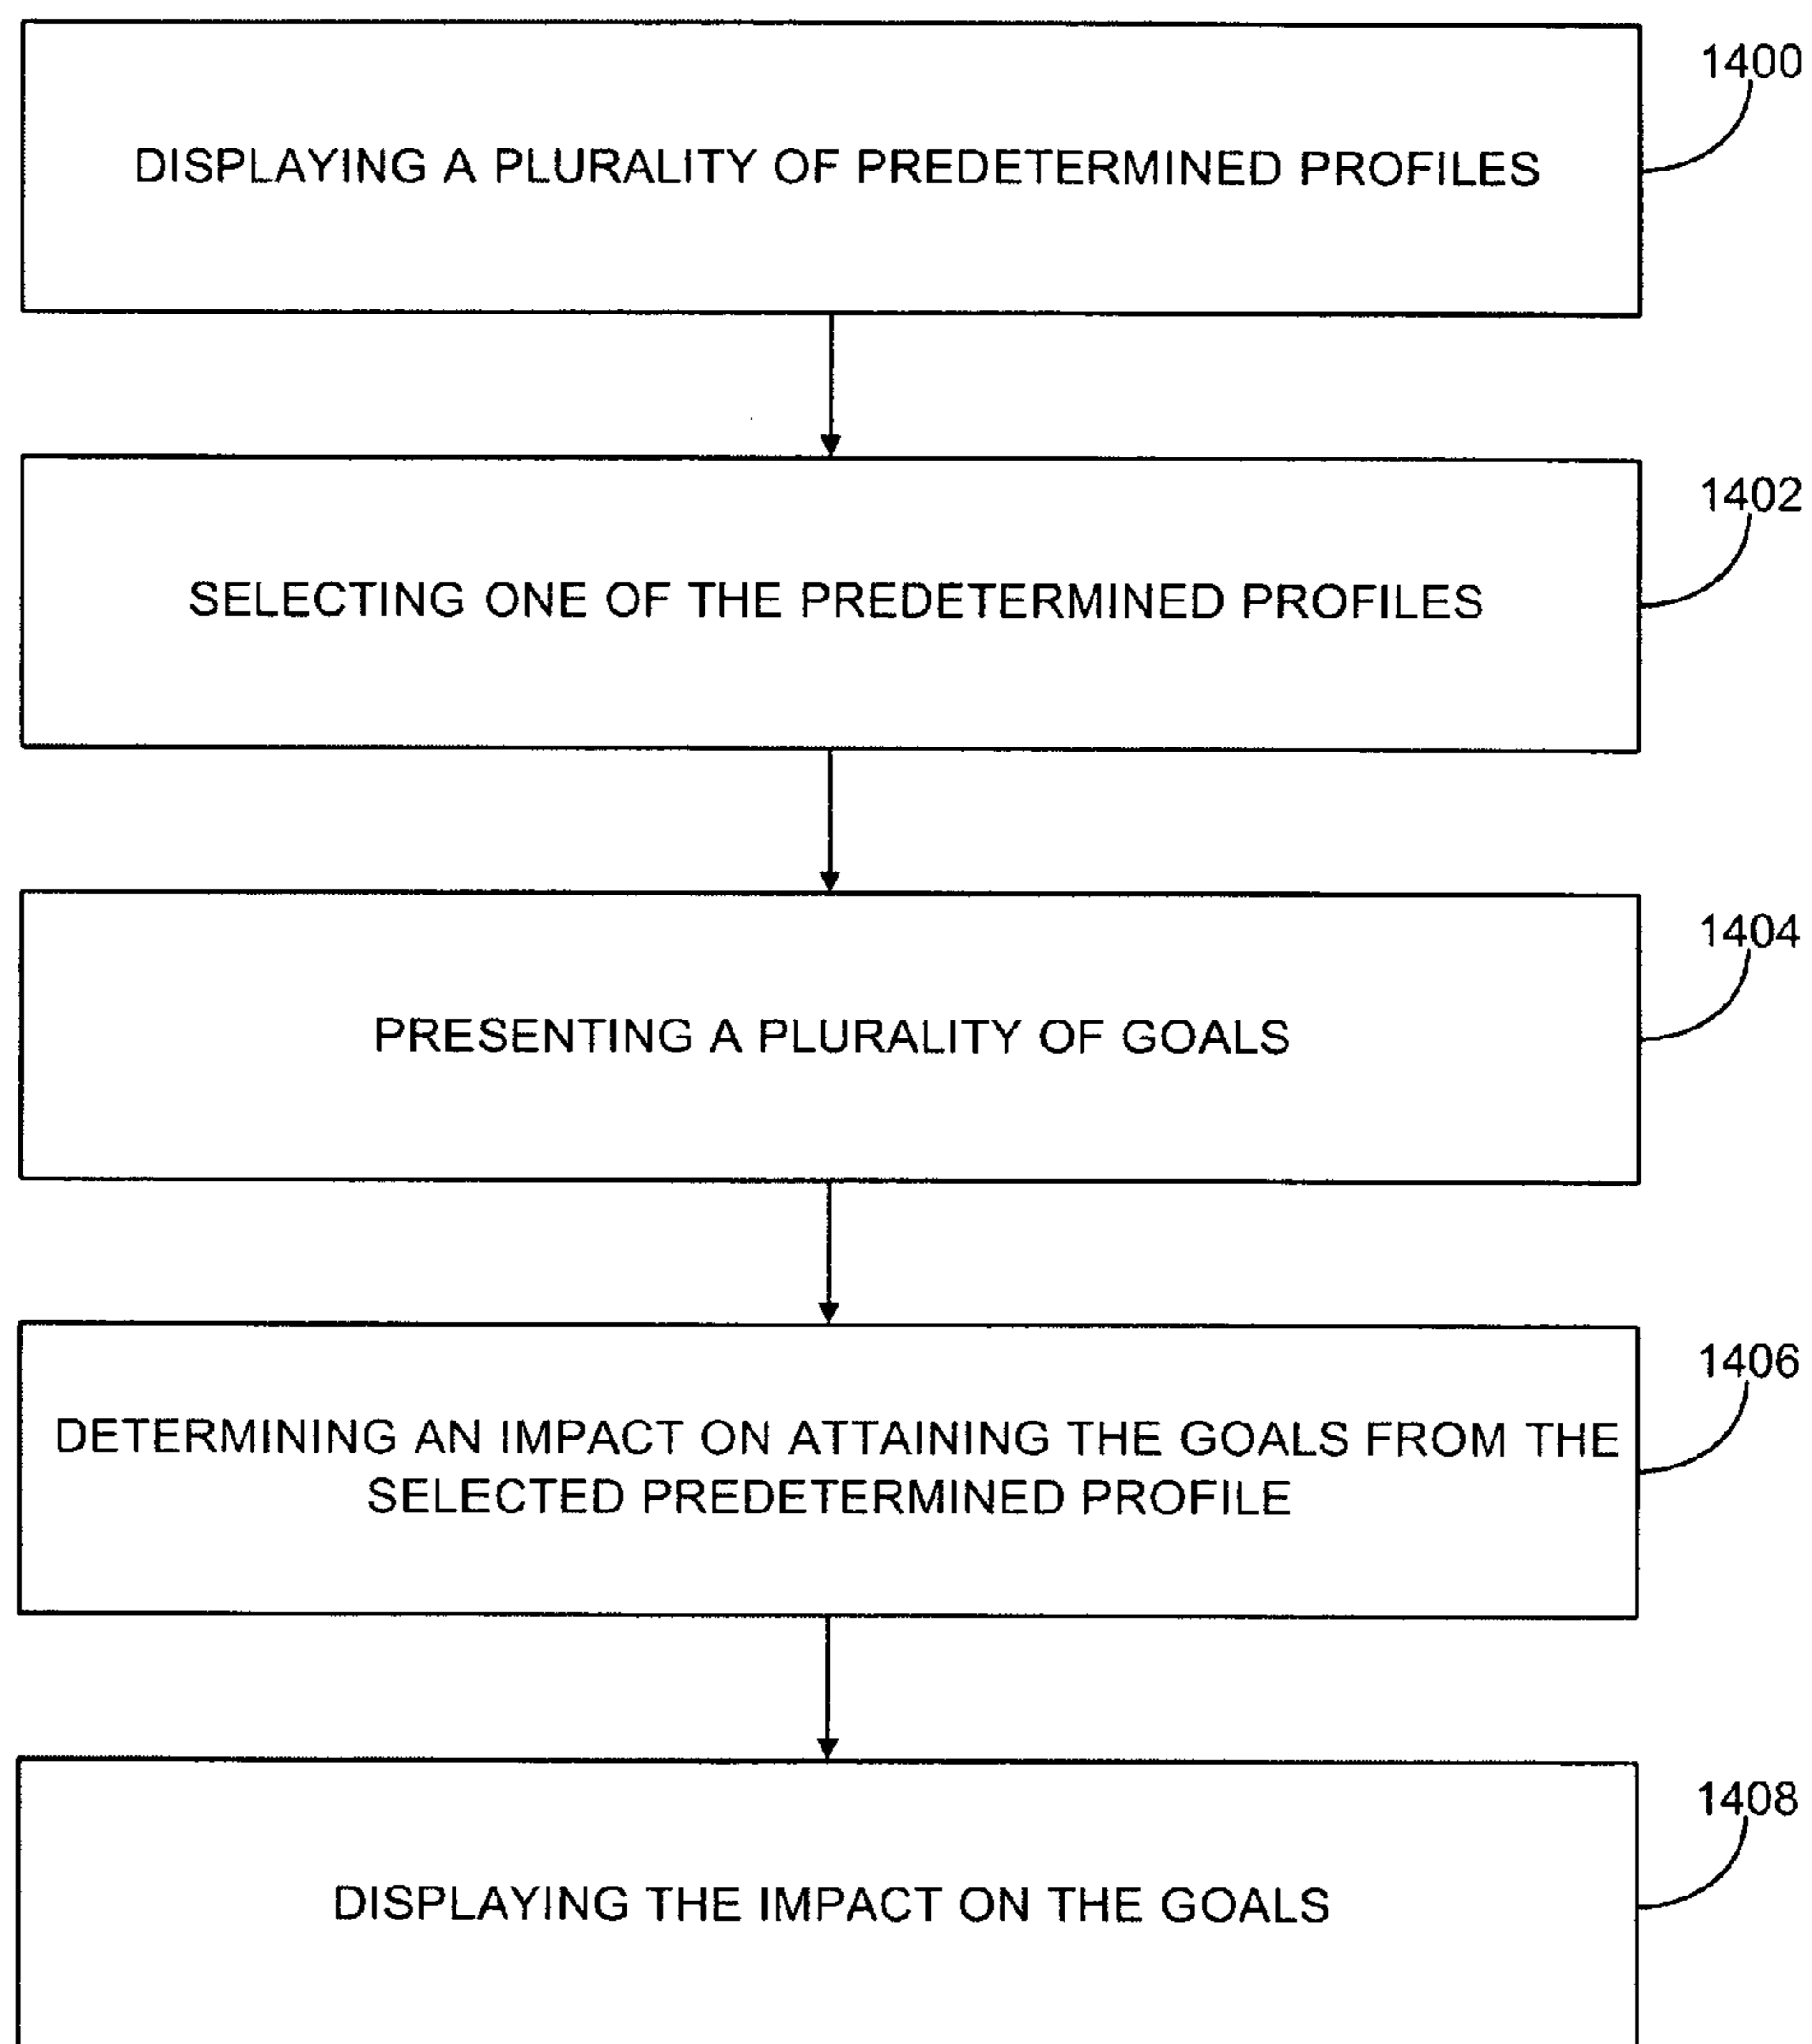 1400
DISPLAYING A PLURALITY OF PREDETERMINED PROFILES
1402
SELECTING ONE OF THE PREDETERMINED PROFILES
1404
PRESENTING A PLURALITY OF GOALS
1406
DETERMINING AN IMPACT ON ATTAINING THE GOALS FROM THE
SELECTED PREDETERMINED PROFILE
1408
DISPLAYING THE IMPACT ON THE GOALS